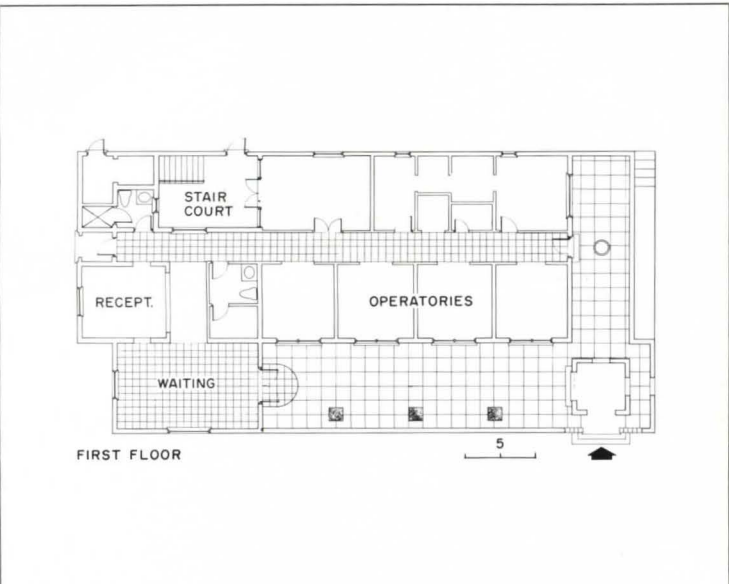 STAIR
COURT
RECEPT.
OPERATORIES
WAITING
FIRST FLOOR
5